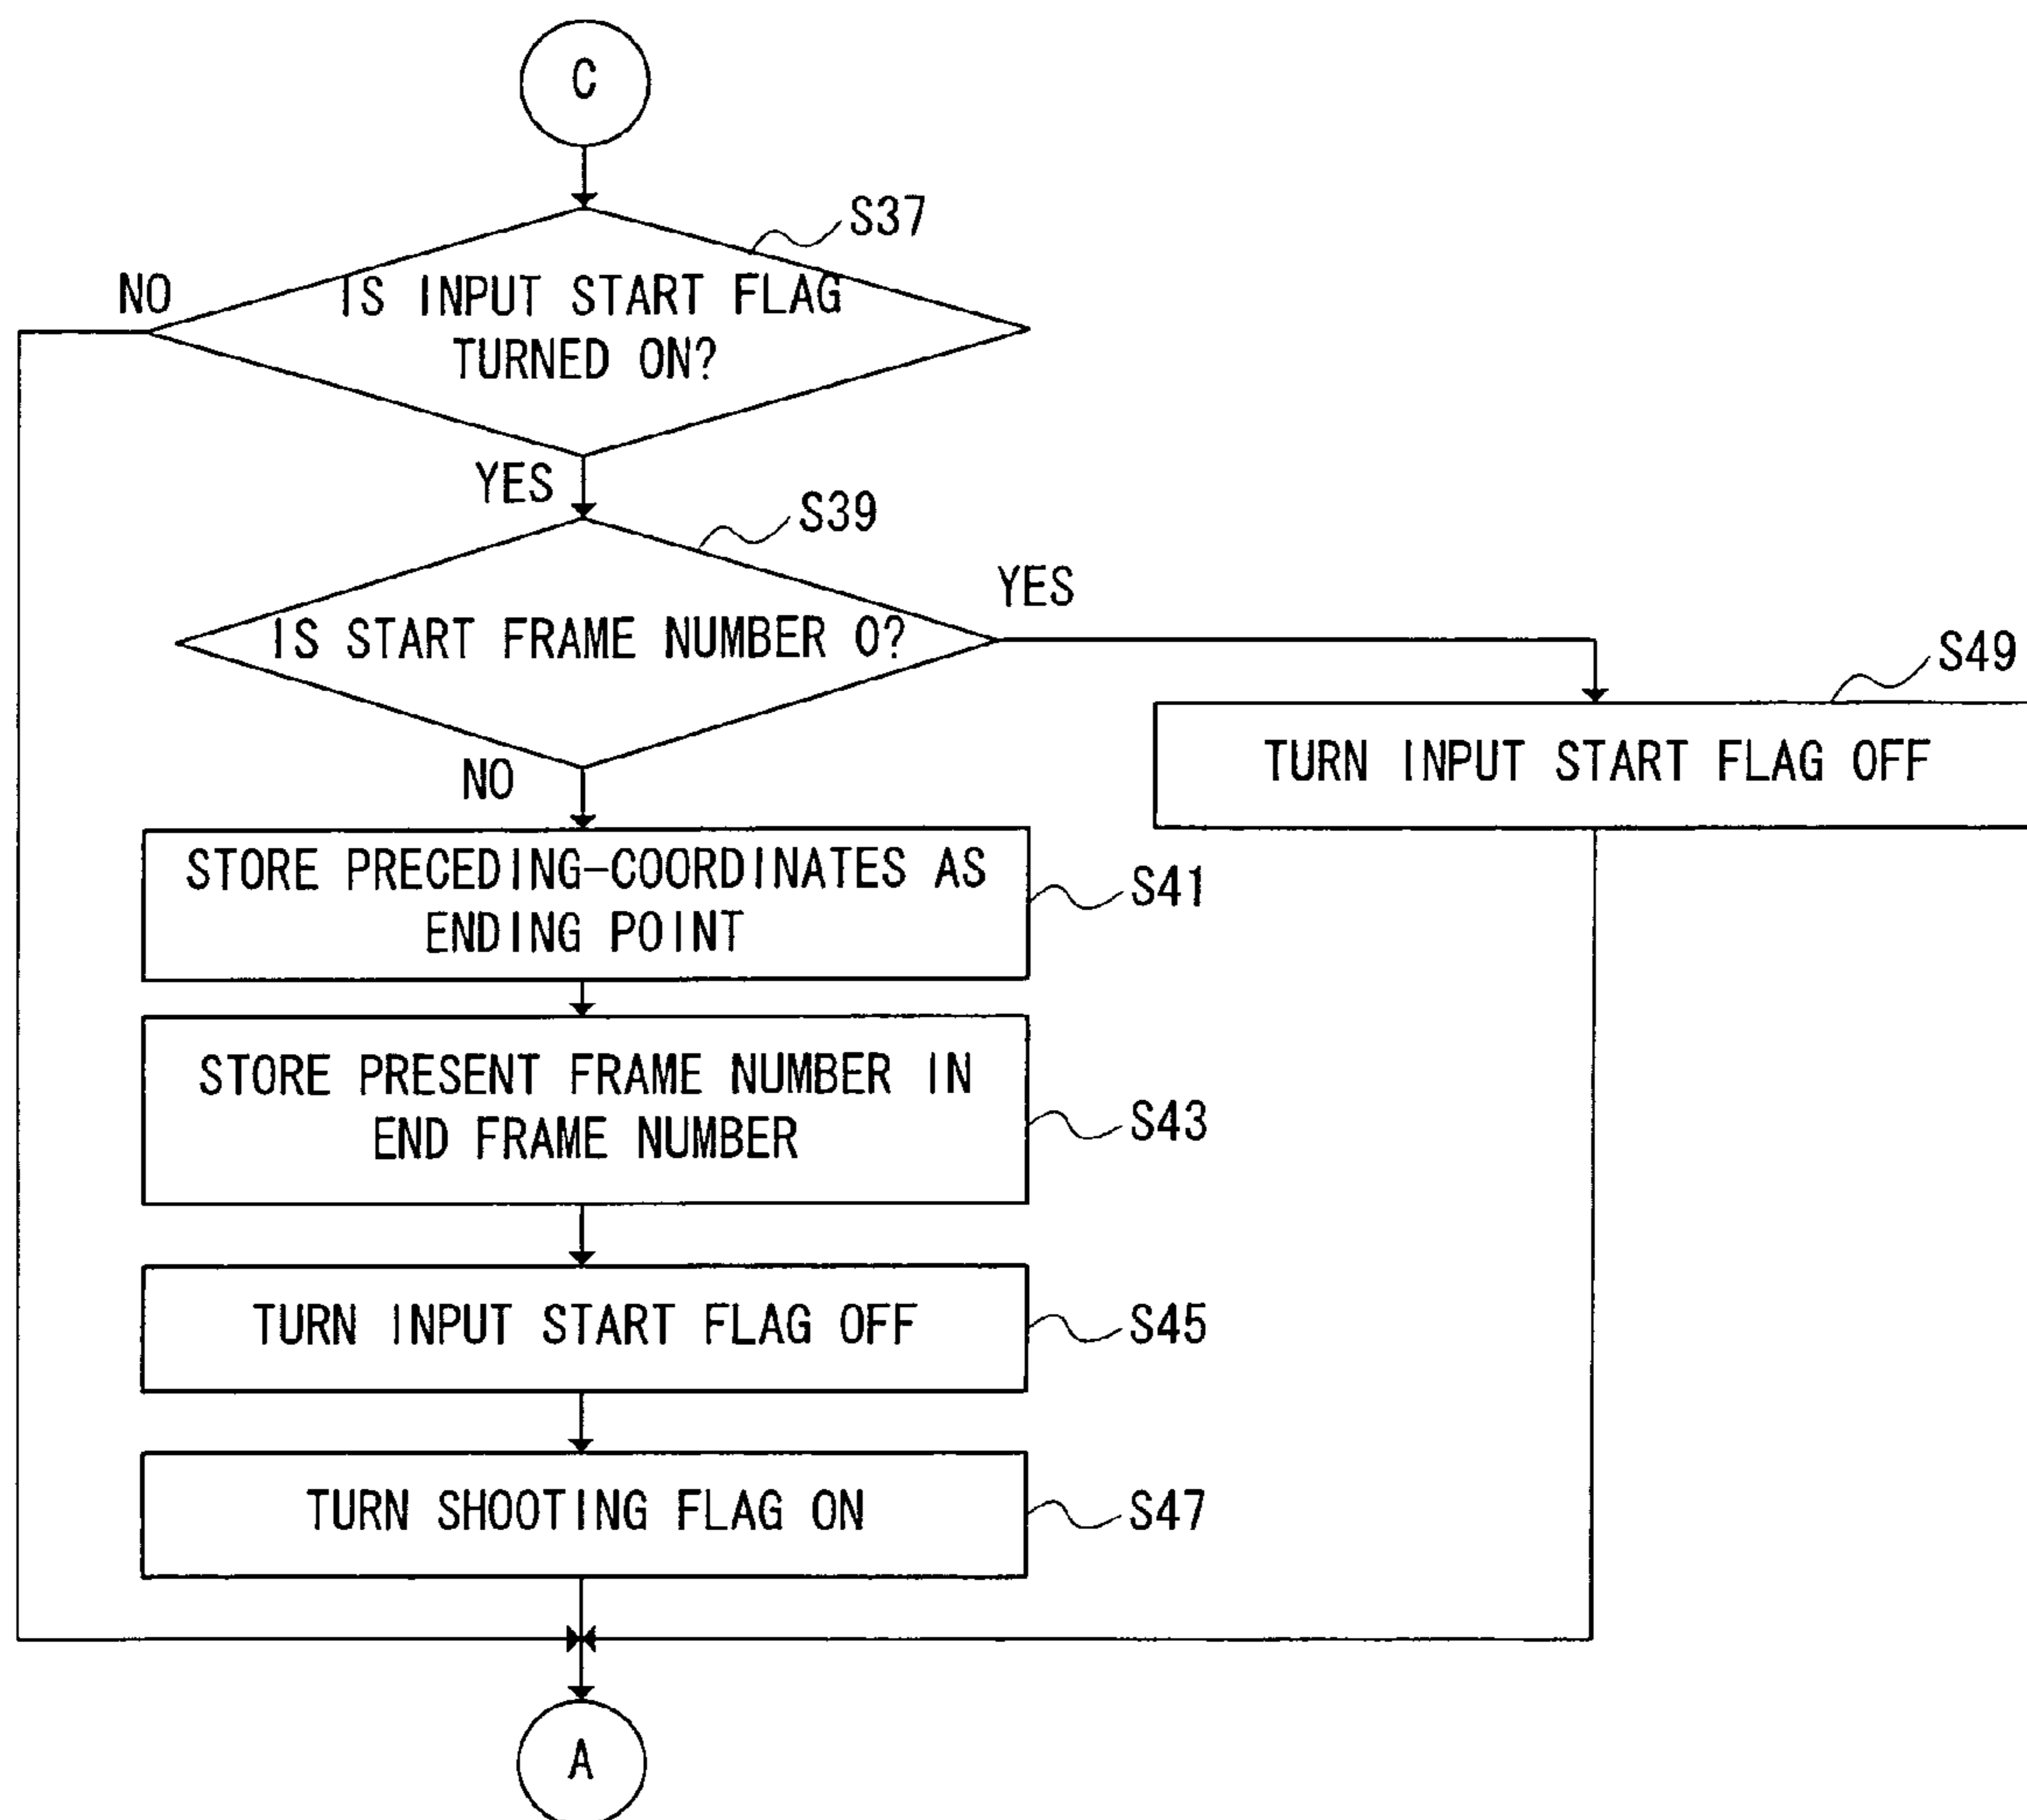 C
S37
NO
IS INPUT START FLAG
TURNED ON?
YES
S39
YES
IS START FRAME NUMBER 0?
S49
TURN INPUT START FLAG OFF
NO
STORE PRECEDING-COORDINATES AS
ENDING POINT
S41
STORE PRESENT FRAME NUMBER IN
END FRAME NUMBER
S43
TURN INPUT START FLAG OFF
S45
TURN SHOOTING FLAG ON
S47
A